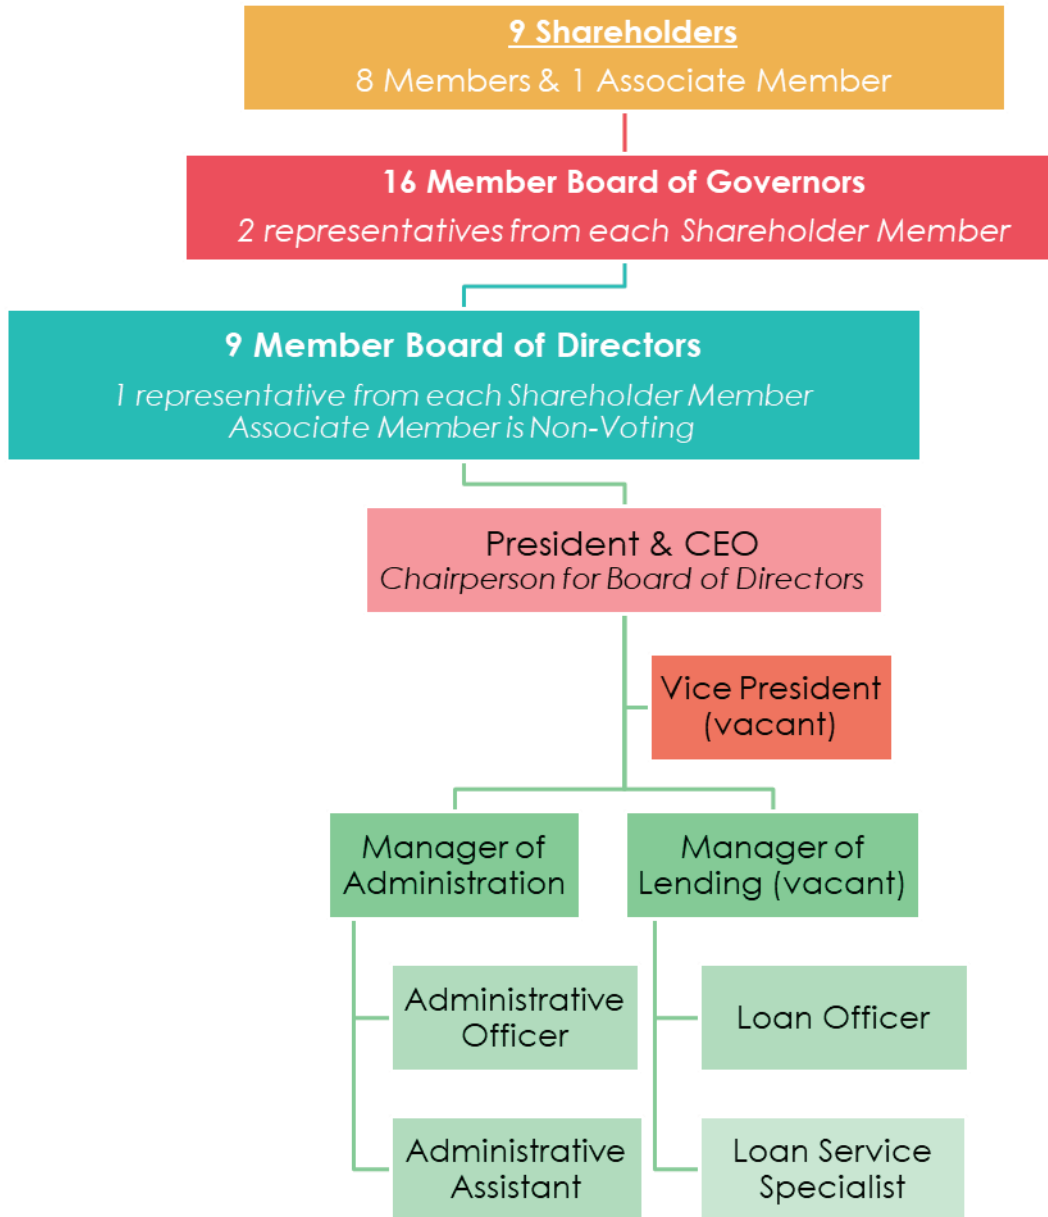 9 Shareholders
8 Members & 1 Associate Member
16 Member Board of Governors
2 representatives from each Shareholder Member
9 Member Board of Directors
1 representative from each Shareholder Member
Associate Member is Non-Voting
President & CEO
Chairperson for Board of Directors
Vice President
(vacant)
Manager of
Administration
Manager of
Lending (vacant)
Administrative
Officer
Loan Officer
Administrative
Assistant
Loan Service
Specialist